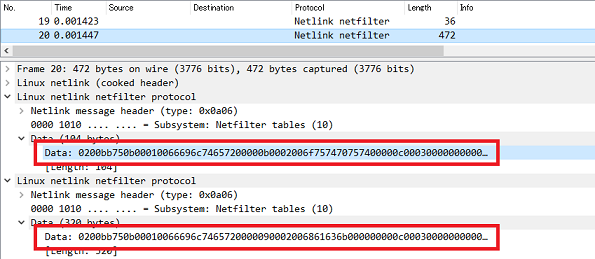 No. Time Source Destination Protocol Length Info
19 0.001423 Netlink netfilter 36
20 0.001447 Netlink netfilter 472
Frame 20: 472 bytes on wire (3776 bits), 472 bytes captured (3776 bits)
Linux netlink (cooked header)
Linux netlink netfilter protocol
Netlink message header (type: 0x0a06)
0000 1010 .... .... = Subsystem: Netfilter tables (10)
Data (104 bytes)
Data: 0200bb750b00010066696c74657200000b0002006f757470757400000c00030000000000…
[Length: 104]
Linux netlink netfilter protocol
Netlink message header (type: 0x0a06)
0000 1010 .... .... = Subsystem: Netfilter tables (10)
Data (320 bytes)
Data: 0200bb750b00010066696c7465720000090002006861636b000000000c00030000000000…
[Length: 320]